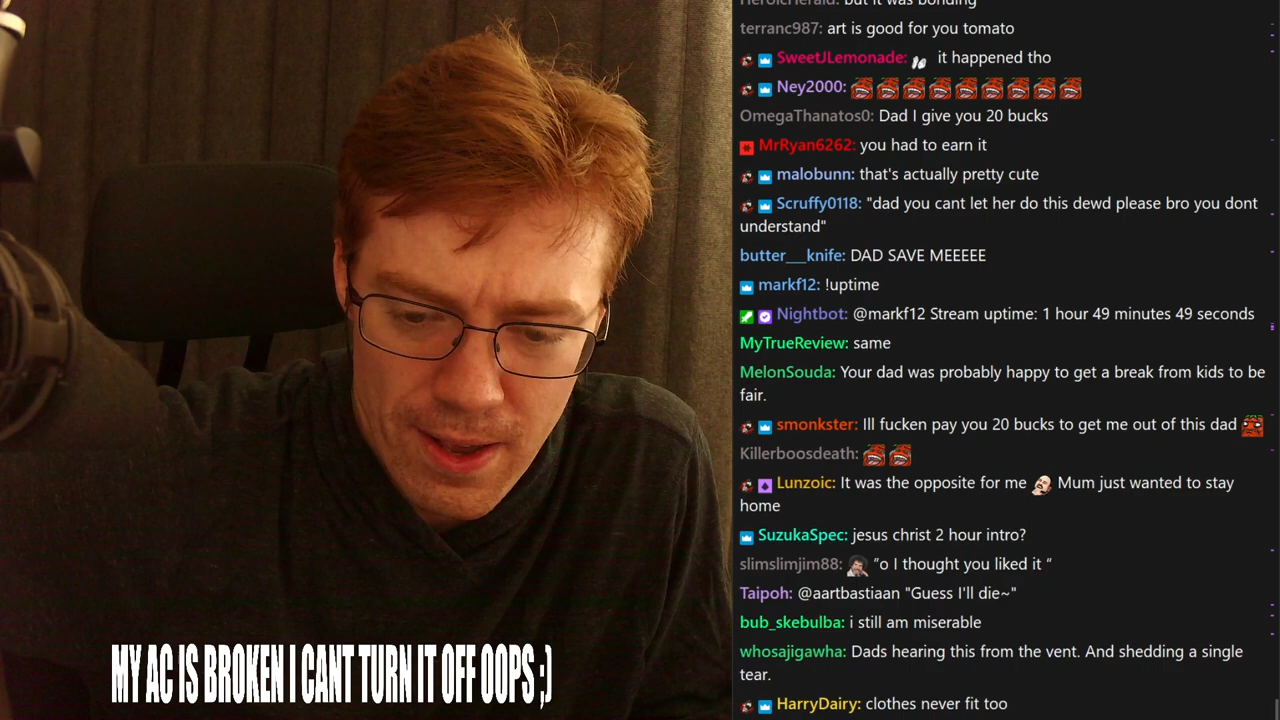 HeroicHerald: but it was bonding
terranc987: art is good for you tomato
SweetJLemonade: it happened tho
Ney2000:
OmegaThanatos0: Dad I give you 20 bucks
MrRyan6262: you had to earn it
malobunn: that's actually pretty cute
Scruffy0118: "dad you cant let her do this dewd please bro you dont
understand"
butter___knife: DAD SAVE MEEEEE
markf12: !uptime
Nightbot: @markf12 Stream uptime: 1 hour 49 minutes 49 seconds
MyTrueReview: same
MelonSouda: Your dad was probably happy to get a break from kids to be
fair.
smonkster: Ill fucken pay you 20 bucks to get me out of this dad
Killerboosdeath:
Lunzoic: It was the opposite for me Mum just wanted to stay
home
SuzukaSpec: jesus christ 2 hour intro?
slimslimjim88: "o I thought you liked it "
Taipoh: @aartbastiaan "Guess I'll die~"
bub_skebulba: i still am miserable
whosajigawha: Dads hearing this from the vent. And shedding a single
tear.
HarryDairy: clothes never fit too
MY AC IS BROKEN I CANT TURN IT OFF OOPS ;)